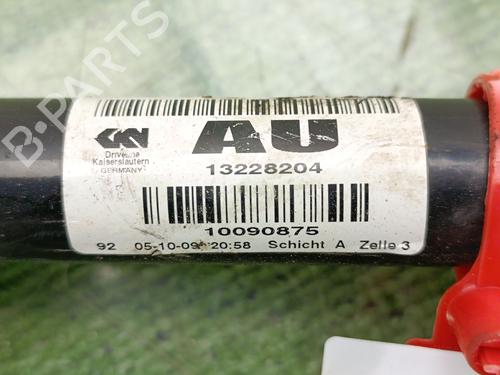 B-PARTS
GKN
Driveline
Kaiserslautern
GERMANY
AU
13228204
10090875
92 05-10-09 20:58 Schicht A Zelle 3